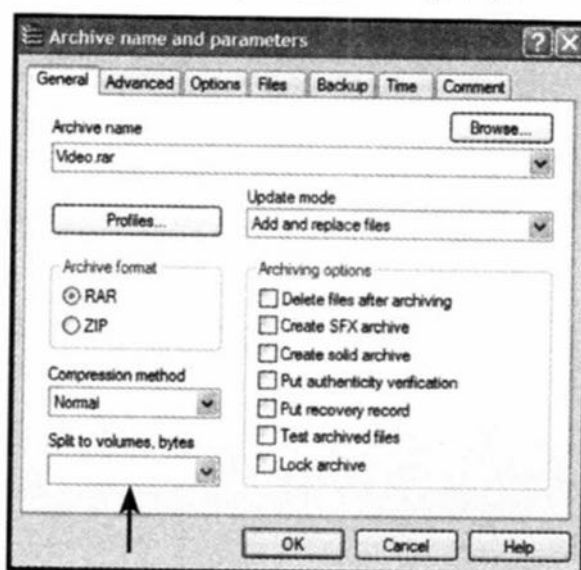 Archive name and parameters
General Advanced Options Files Backup Time Comment
Archive name
Browse...
Video.rar
Profiles...
Update mode
Add and replace files
Archive format
RAR
ZIP
Compression method
Normal
Split to volumes, bytes
Archiving options
Delete files after archiving
Create SFX archive
Create solid archive
Put authenticity verification
Put recovery record
Test archived files
Lock archive
OK Cancel Help